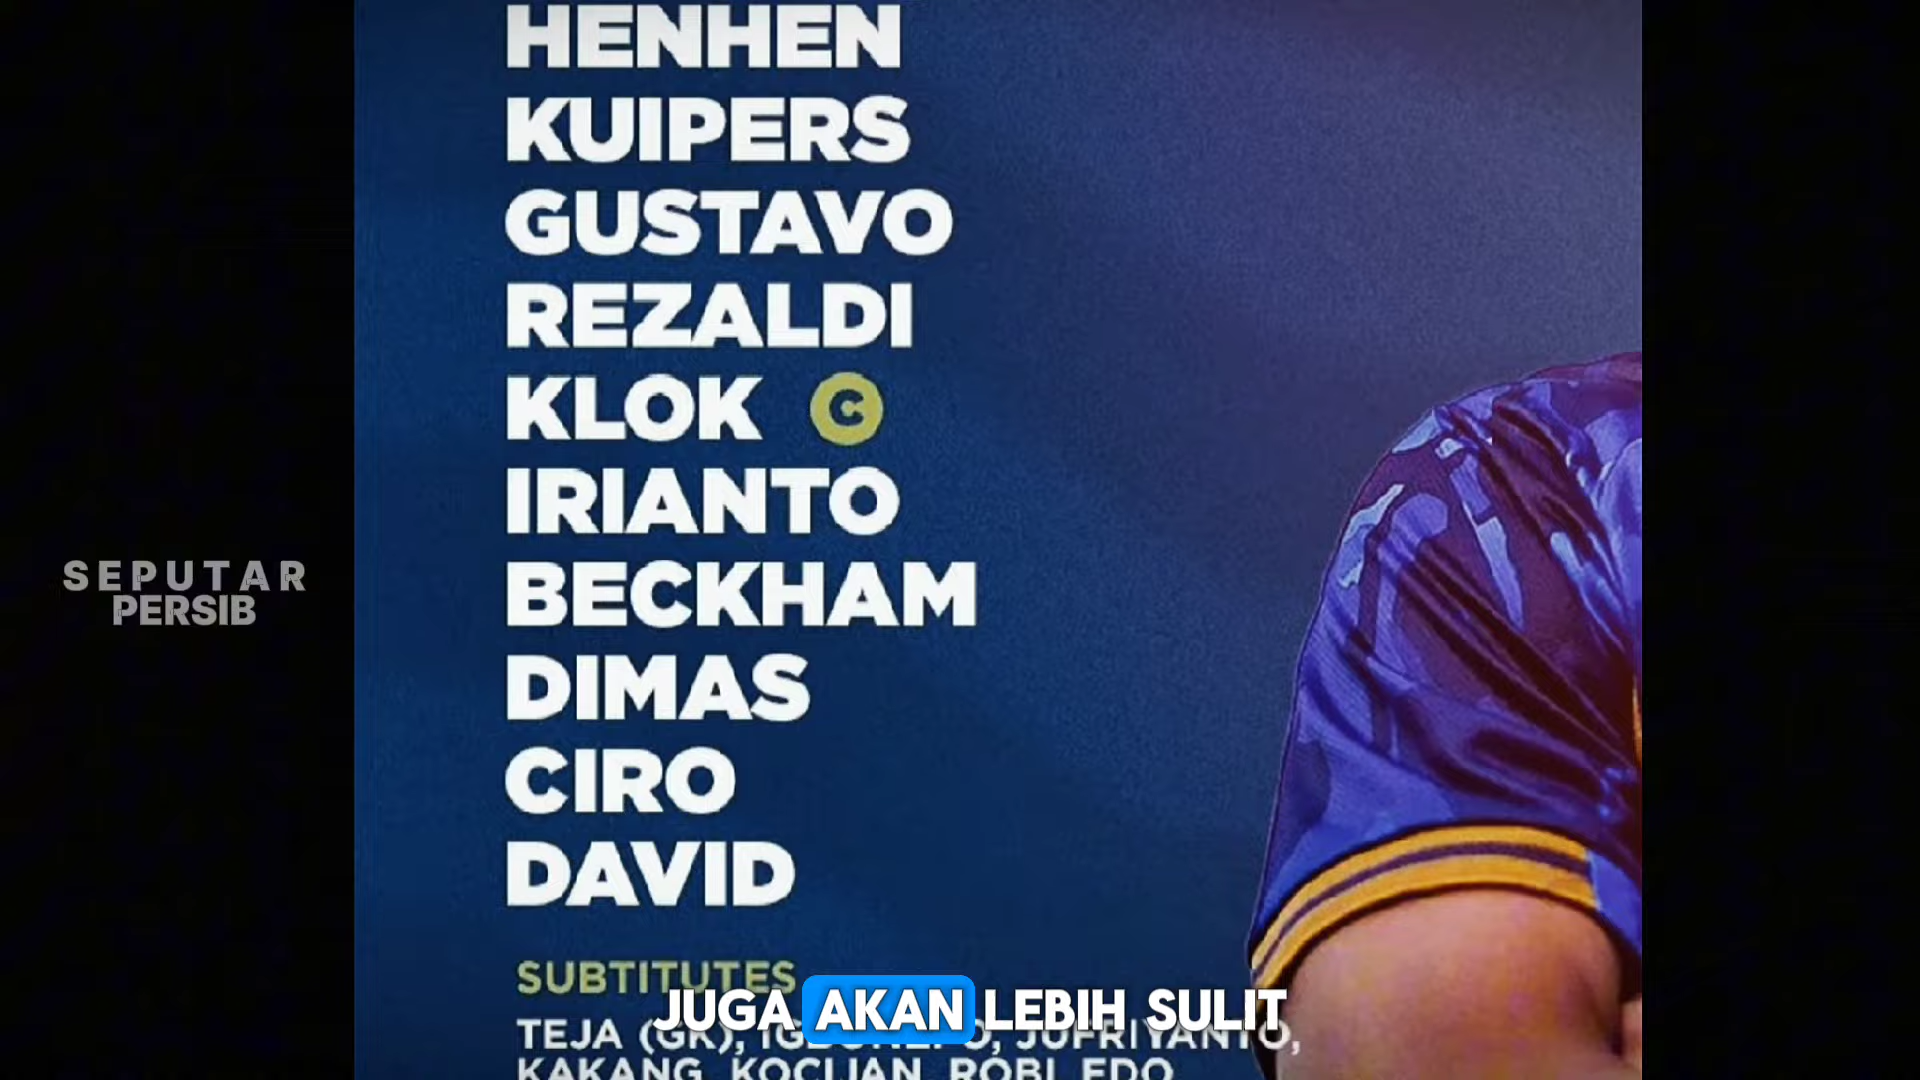 HENHEN
KUIPERS
GUSTAVO
REZALDI
KLOK C
IRIANTO
BECKHAM
DIMAS
CIRO
DAVID
SEPUTAR
PERSIB
SUBTITUTES
JUGA AKAN LEBIH SULIT
TEJA (GK), JUFRIYANTO,
KAKANG, KOCIJAN, ROBI, EDO